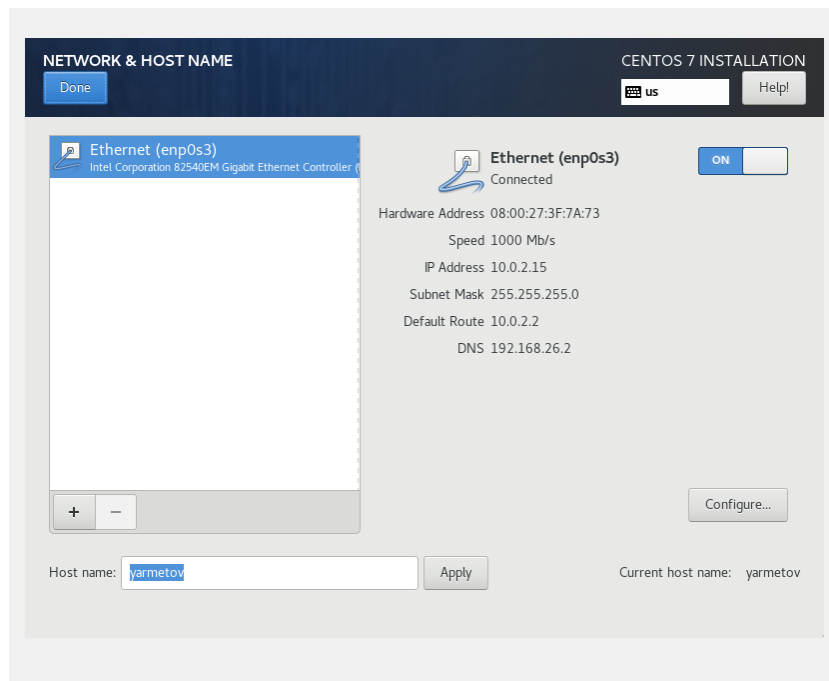 NETWORK & HOST NAME
CENTOS 7 INSTALLATION
Done
us
Help!
Ethernet (enp0s3)
Intel Corporation 82540EM Gigabit Ethernet Controller (
Ethernet (enp0s3)
Connected
ON
Hardware Address 08:00:27:3F:7A:73
Speed 1000 Mb/s
IP Address 10.0.2.15
Subnet Mask 255.255.255.0
Default Route 10.0.2.2
DNS 192.168.26.2
+ −
Configure...
Host name: yarmetov Apply Current host name: yarmetov